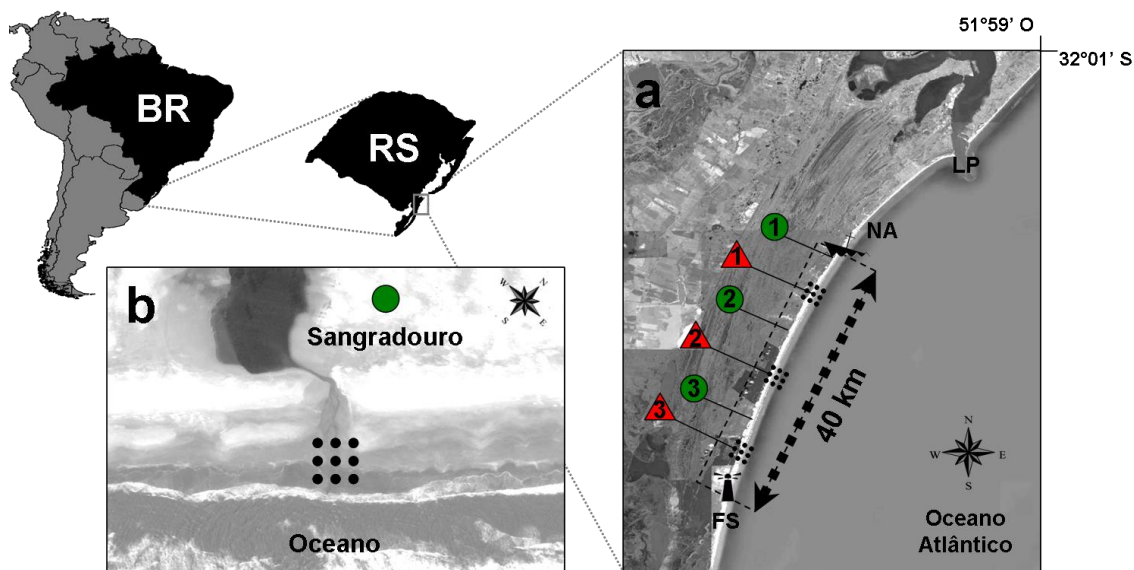 51°59’ O
32°01’ S
BR
RS
a
LP
NA
1
1
2
2
3
3
40 km
FS
N
W E
S
Oceano
Atlântico
b
Sangradouro
W N
S E
Oceano